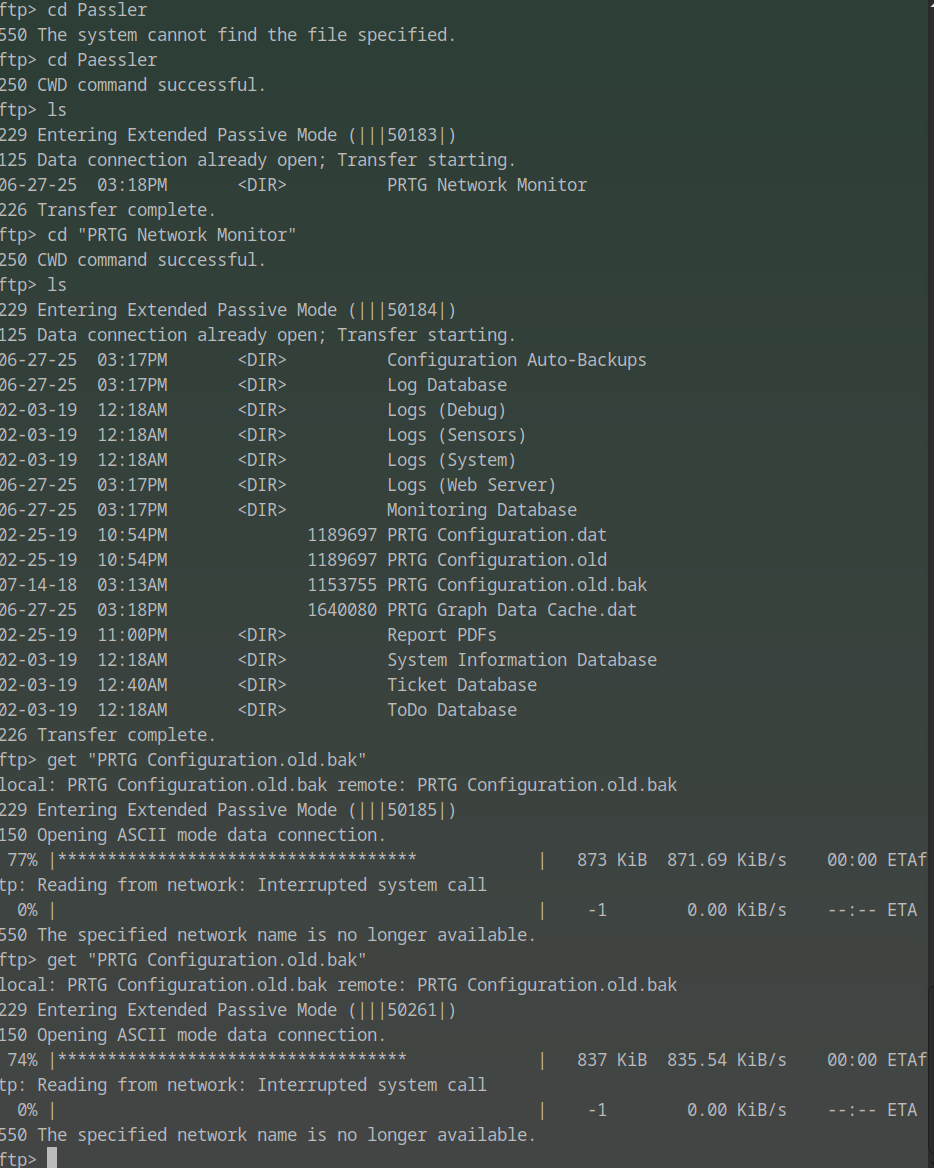 ftp> cd Passler
550 The system cannot find the file specified.
ftp> cd Paessler
250 CWD command successful.
ftp> ls
229 Entering Extended Passive Mode (|||50183|)
125 Data connection already open; Transfer starting.
06-27-25  03:18PM       <DIR>          PRTG Network Monitor
226 Transfer complete.
ftp> cd "PRTG Network Monitor"
250 CWD command successful.
ftp> ls
229 Entering Extended Passive Mode (|||50184|)
125 Data connection already open; Transfer starting.
06-27-25  03:17PM       <DIR>          Configuration Auto-Backups
06-27-25  03:17PM       <DIR>          Log Database
02-03-19  12:18AM       <DIR>          Logs (Debug)
02-03-19  12:18AM       <DIR>          Logs (Sensors)
02-03-19  12:18AM       <DIR>          Logs (System)
06-27-25  03:17PM       <DIR>          Logs (Web Server)
06-27-25  03:17PM       <DIR>          Monitoring Database
02-25-19  10:54PM              1189697 PRTG Configuration.dat
02-25-19  10:54PM              1189697 PRTG Configuration.old
07-14-18  03:13AM              1153755 PRTG Configuration.old.bak
06-27-25  03:18PM              1640080 PRTG Graph Data Cache.dat
02-25-19  11:00PM       <DIR>          Report PDFs
02-03-19  12:18AM       <DIR>          System Information Database
02-03-19  12:40AM       <DIR>          Ticket Database
02-03-19  12:18AM       <DIR>          ToDo Database
226 Transfer complete.
ftp> get "PRTG Configuration.old.bak"
local: PRTG Configuration.old.bak remote: PRTG Configuration.old.bak
229 Entering Extended Passive Mode (|||50185|)
150 Opening ASCII mode data connection.
 77% |************************************            |   873 KiB  871.69 KiB/s    00:00 ETAf
tp: Reading from network: Interrupted system call
  0% |                                                |    -1        0.00 KiB/s    --:-- ETA
550 The specified network name is no longer available.
ftp> get "PRTG Configuration.old.bak"
local: PRTG Configuration.old.bak remote: PRTG Configuration.old.bak
229 Entering Extended Passive Mode (|||50261|)
150 Opening ASCII mode data connection.
 74% |***********************************             |   837 KiB  835.54 KiB/s    00:00 ETAf
tp: Reading from network: Interrupted system call
  0% |                                                |    -1        0.00 KiB/s    --:-- ETA
550 The specified network name is no longer available.
ftp>